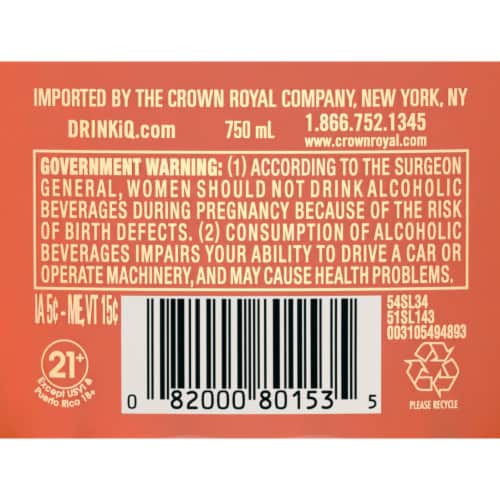 IMPORTED BY THE CROWN ROYAL COMPANY, NEW YORK, NY
DRINKiQ.com 750 mL 1.866.752.1345
www.crownroyal.com
GOVERNMENT WARNING: (1) ACCORDING TO THE SURGEON
GENERAL, WOMEN SHOULD NOT DRINK ALCOHOLIC
BEVERAGES DURING PREGNANCY BECAUSE OF THE RISK
OF BIRTH DEFECTS. (2) CONSUMPTION OF ALCOHOLIC
BEVERAGES IMPAIRS YOUR ABILITY TO DRIVE A CAR OR
OPERATE MACHINERY, AND MAY CAUSE HEALTH PROBLEMS.
IA 5¢ - ME, VT 15¢
54SL34
51SL143
003105494893
21+
Except USVI &
Puerto Rico 18+
0 82000 80153 5
PLEASE RECYCLE